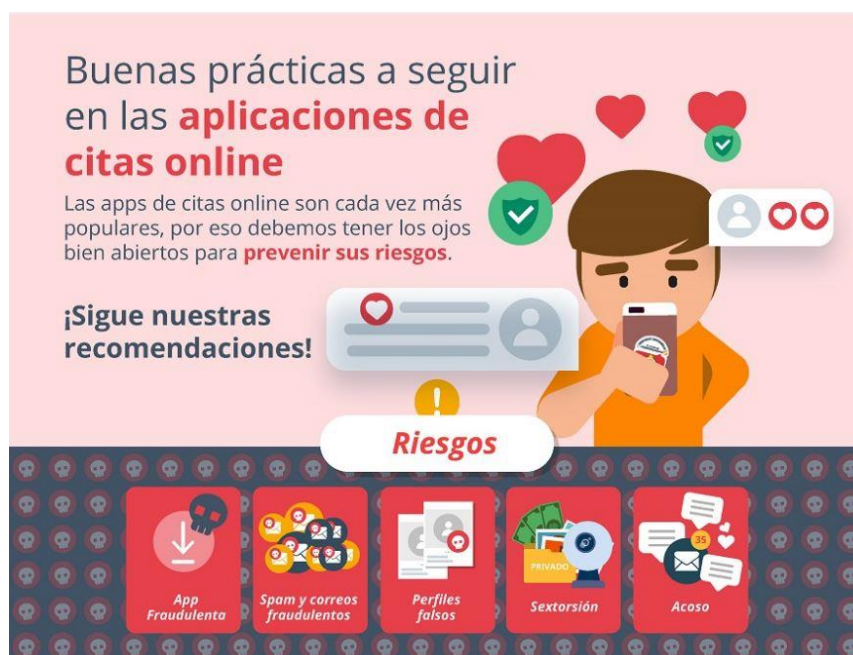 Buenas prácticas a seguir
en las aplicaciones de
citas online
Las apps de citas online son cada vez más
populares, por eso debemos tener los ojos
bien abiertos para prevenir sus riesgos.
¡Sigue nuestras
recomendaciones!
!
Riesgos
App
Fraudulenta
Spam y correos
fraudulentos
Perfiles
falsos
PRIVADO
Sextorsión
35
Acoso